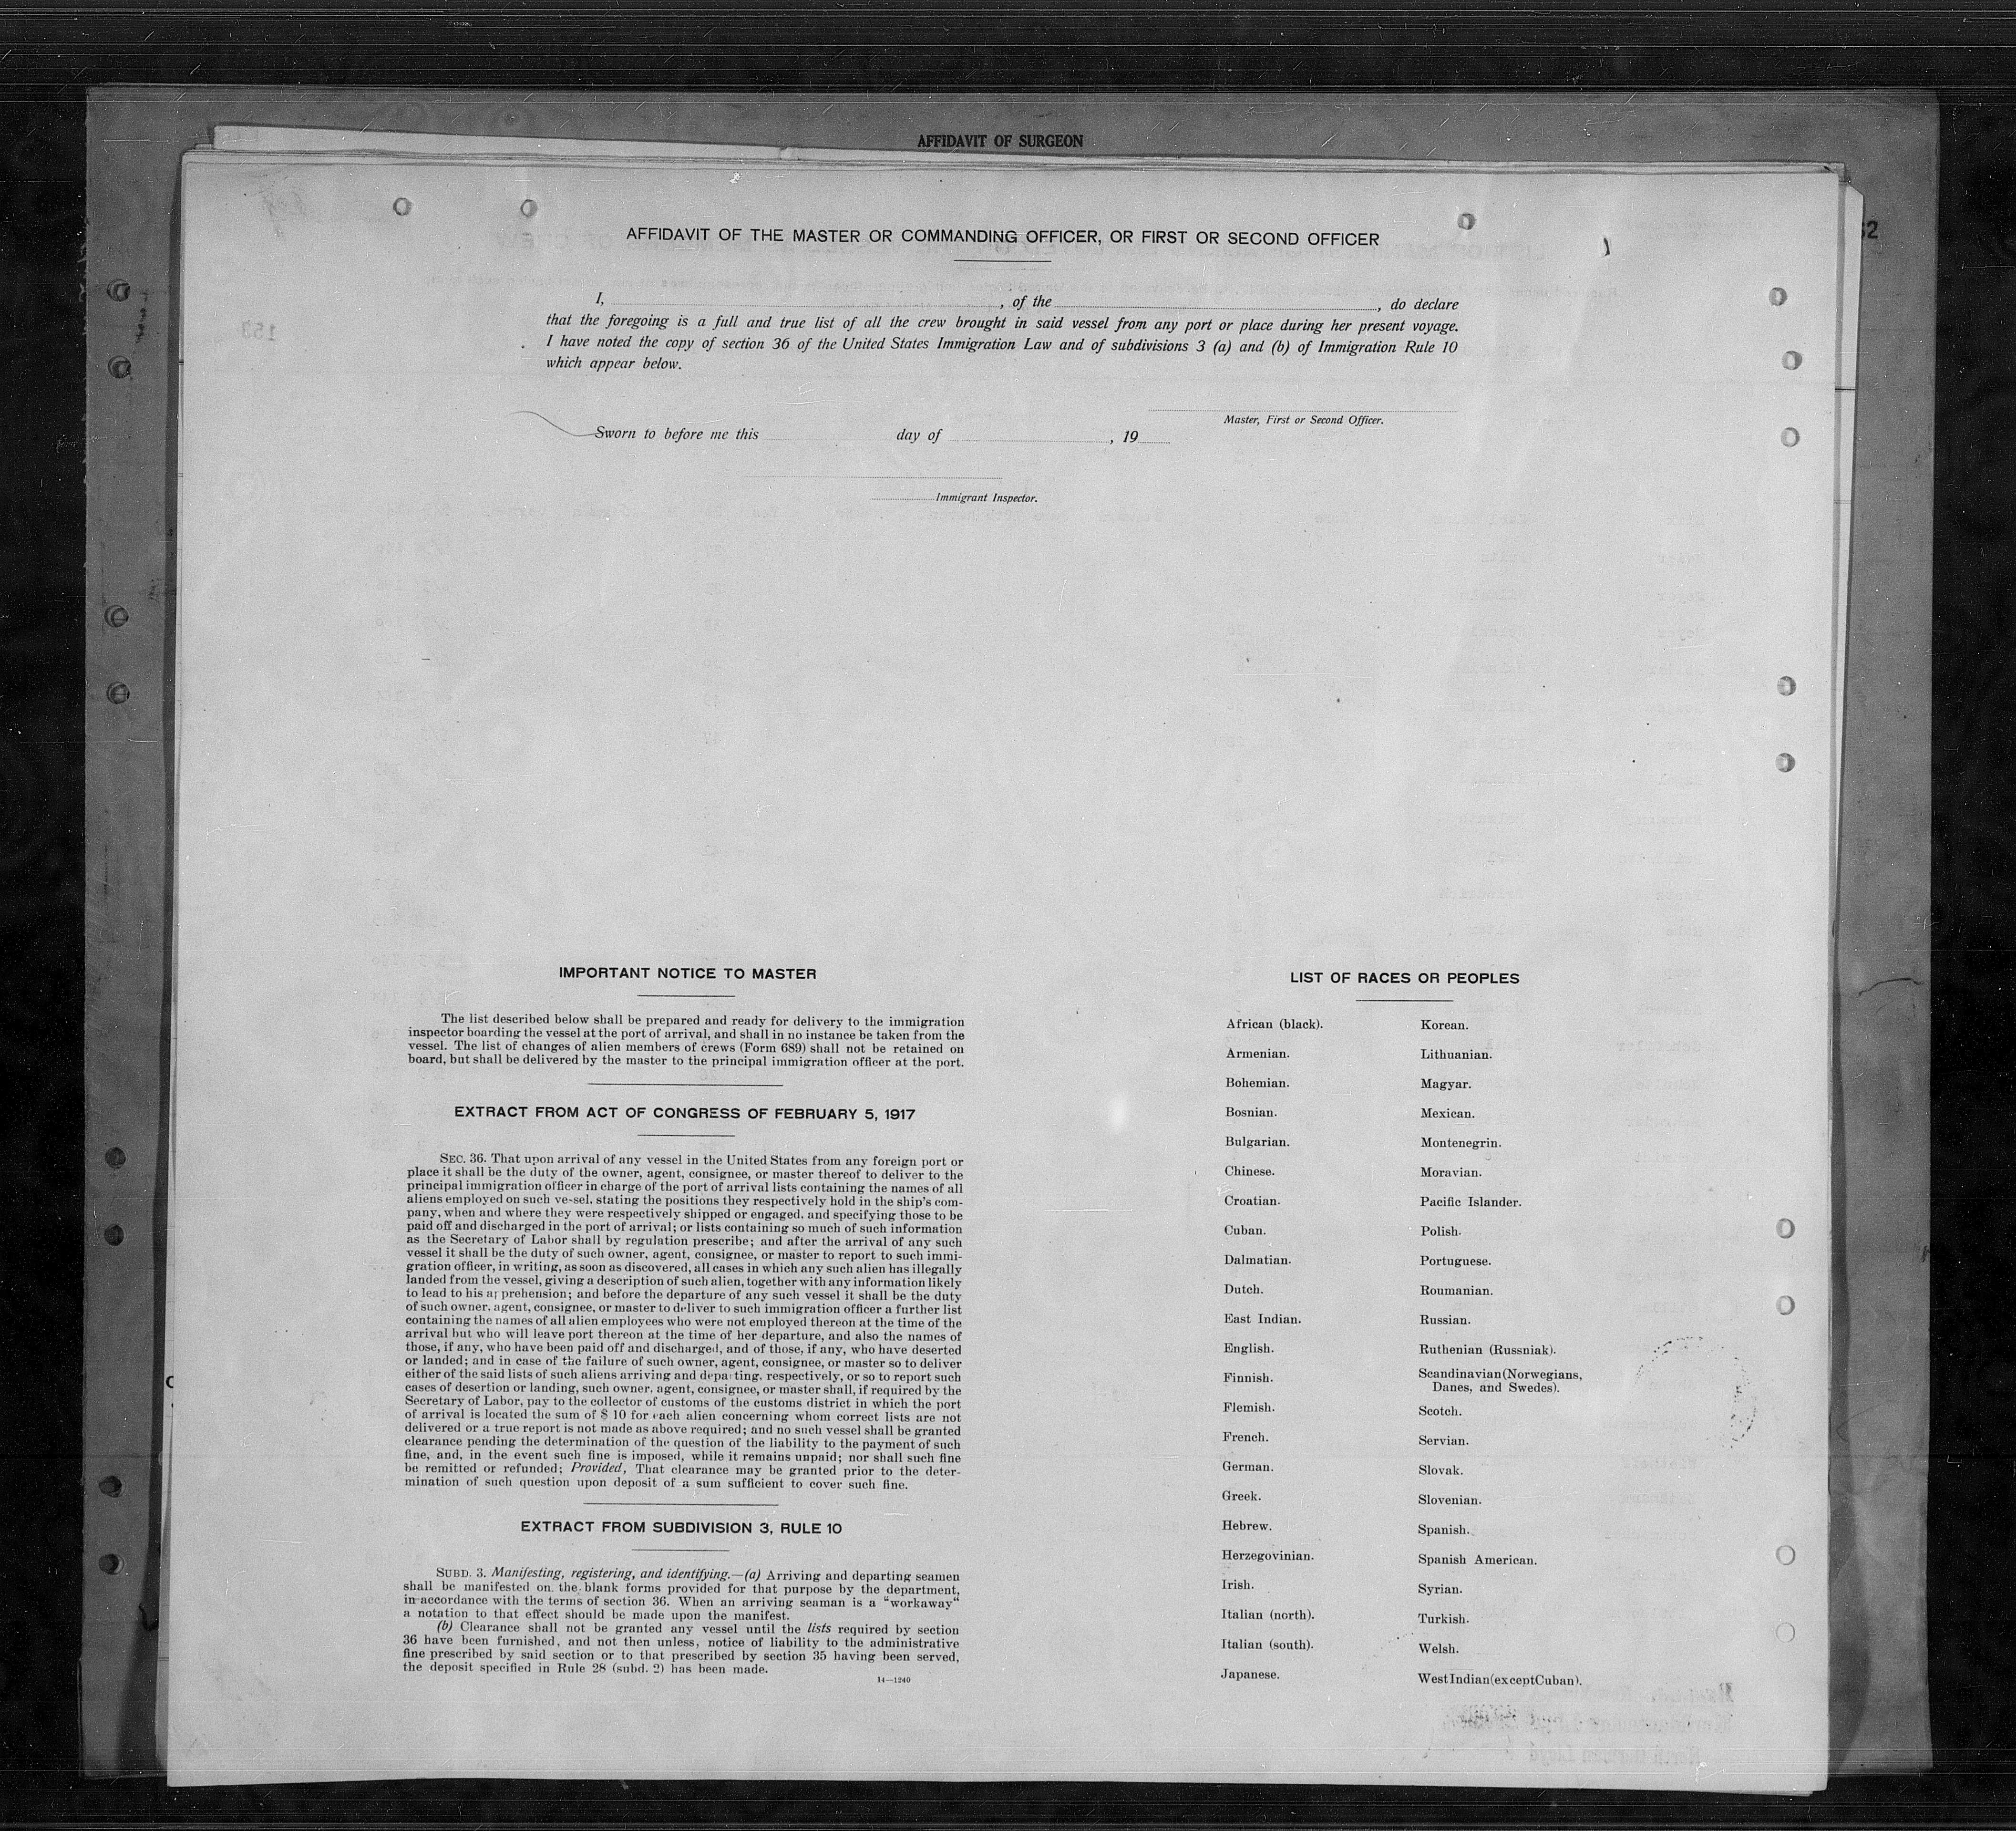 AFFIDAVIT OF SURGEON
AFFIDAVIT OF THE MASTER OR COMMANDING OFFICER, OR FIRST OR SECOND OFFICER
I, , of the , do declare
that the foregoing is a full and true list of all the crew brought in said vessel from any port or place during her present voyage.
I have noted the copy of section 36 of the United States Immigration Law and of subdivisions 3 (a) and (b) of Immigration Rule 10
which appear below.
Master, First or Second Officer.
Sworn to before me this day of , 19
Immigrant Inspector.
IMPORTANT NOTICE TO MASTER
The list described below shall be prepared and ready for delivery to the immigration
inspector boarding the vessel at the port of arrival, and shall in no instance be taken from the
vessel. The list of changes of alien members of crews (Form 689) shall not be retained on
board, but shall be delivered by the master to the principal immigration officer at the port.
EXTRACT FROM ACT OF CONGRESS OF FEBRUARY 5, 1917
SEC. 36. That upon arrival of any vessel in the United States from any foreign port or
place it shall be the duty of the owner, agent, consignee, or master thereof to deliver to the
principal immigration officer in charge of the port of arrival lists containing the names of all
aliens employed on such vessel, stating the positions they respectively hold in the ship's com-
pany, when and where they were respectively shipped or engaged, and specifying those to be
paid off and discharged in the port of arrival; or lists containing so much of such information
as the Secretary of Labor shall by regulation prescribe; and after the arrival of any such
vessel it shall be the duty of such owner, agent, consignee, or master to report to such immi-
gration officer, in writing, as soon as discovered, all cases in which any such alien has illegally
landed from the vessel, giving a description of such alien, together with any information likely
to lead to his apprehension; and before the departure of any such vessel it shall be the duty
of such owner, agent, consignee, or master to deliver to such immigration officer a further list
containing the names of all alien employees who were not employed thereon at the time of the
arrival but who will leave port thereon at the time of her departure, and also the names of
those, if any, who have been paid off and discharged, and of those, if any, who have deserted
or landed; and in case of the failure of such owner, agent, consignee, or master so to deliver
either of the said lists of such aliens arriving and departing, respectively, or so to report such
cases of desertion or landing, such owner, agent, consignee, or master shall, if required by the
Secretary of Labor, pay to the collector of customs of the customs district in which the port
of arrival is located the sum of $ 10 for each alien concerning whom correct lists are not
delivered or a true report is not made as above required; and no such vessel shall be granted
clearance pending the determination of the question of the liability to the payment of such
fine, and, in the event such fine is imposed, while it remains unpaid; nor shall such fine
be remitted or refunded; Provided, That clearance may be granted prior to the deter-
mination of such question upon deposit of a sum sufficient to cover such fine.
EXTRACT FROM SUBDIVISION 3, RULE 10
SUBD. 3. Manifesting, registering, and identifying.—(a) Arriving and departing seamen
shall be manifested on the blank forms provided for that purpose by the department,
in accordance with the terms of section 36. When an arriving seaman is a "workaway"
a notation to that effect should be made upon the manifest.
(b) Clearance shall not be granted any vessel until the lists required by section
36 have been furnished, and not then unless, notice of liability to the administrative
fine prescribed by said section or to that prescribed by section 35 having been served,
the deposit specified in Rule 28 (subd. 2) has been made.
14—1240
LIST OF RACES OR PEOPLES
African (black).
Armenian.
Bohemian.
Bosnian.
Bulgarian.
Chinese.
Croatian.
Cuban.
Dalmatian.
Dutch.
East Indian.
English.
Finnish.
Flemish.
French.
German.
Greek.
Hebrew.
Herzegovinian.
Irish.
Italian (north).
Italian (south).
Japanese.
Korean.
Lithuanian.
Magyar.
Mexican.
Montenegrin.
Moravian.
Pacific Islander.
Polish.
Portuguese.
Roumanian.
Russian.
Ruthenian (Russniak).
Scandinavian (Norwegians,
Danes, and Swedes).
Scotch.
Servian.
Slovak.
Slovenian.
Spanish.
Spanish American.
Syrian.
Turkish.
Welsh.
West Indian (except Cuban).